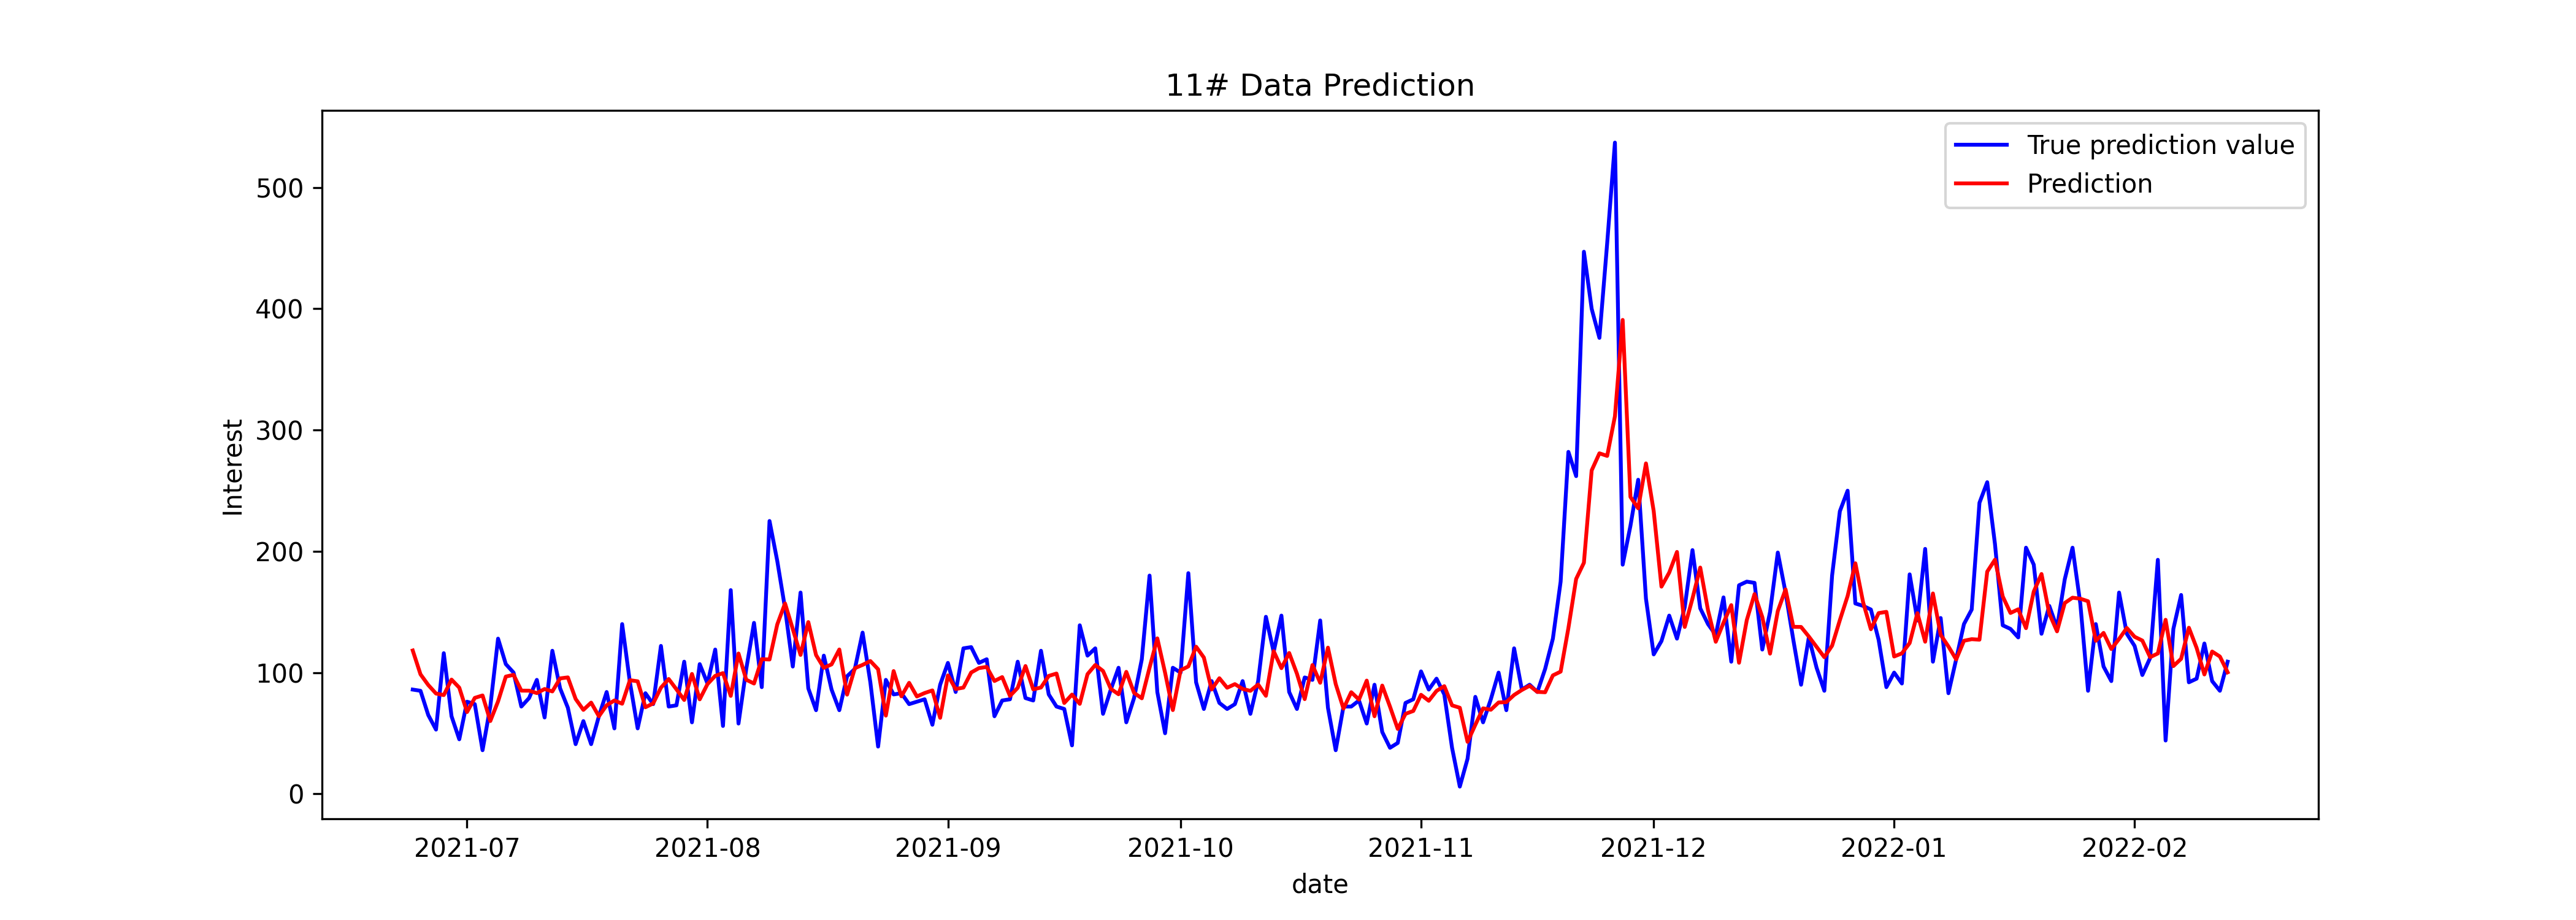 11# Data Prediction
True prediction value
Prediction
500
400
300
200
100
0
Interest
2021-07 2021-08 2021-09 2021-10 2021-11 2021-12 2022-01 2022-02
date